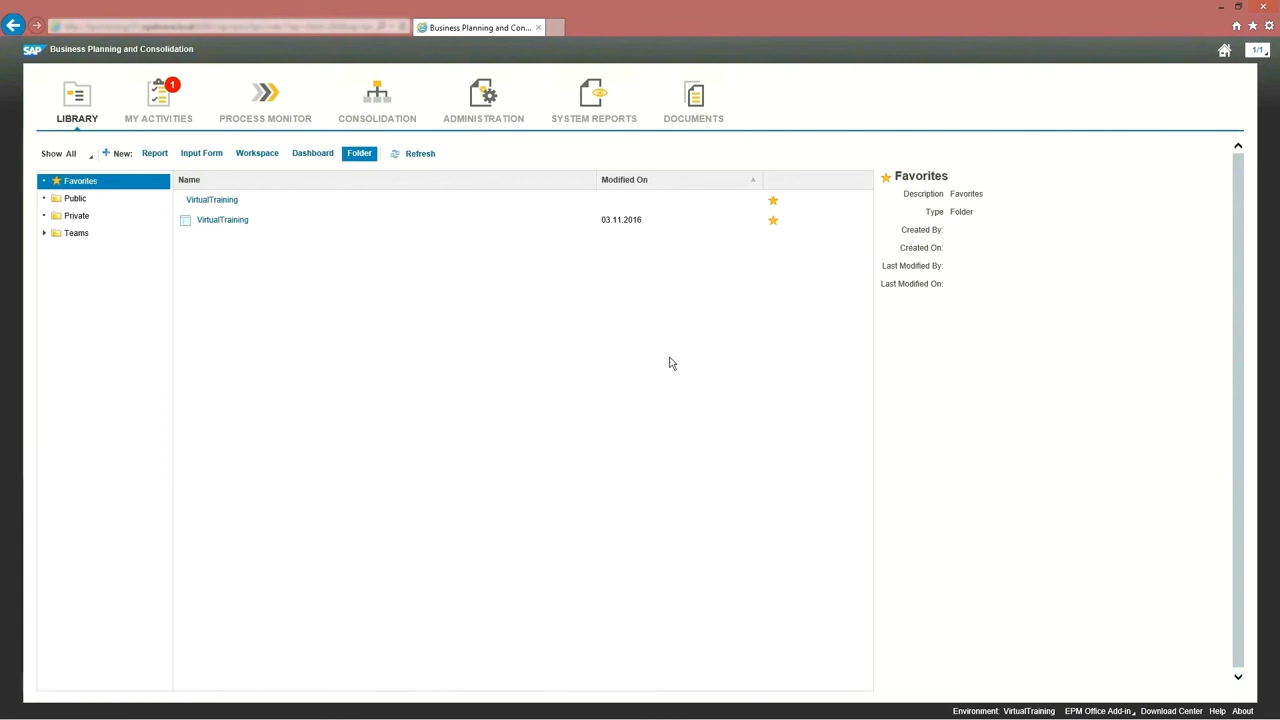 Business Planning and Con...
SAP Business Planning and Consolidation
1/1
1
LIBRARY MY ACTIVITIES PROCESS MONITOR CONSOLIDATION ADMINISTRATION SYSTEM REPORTS DOCUMENTS
Show All New: Report Input Form Workspace Dashboard Folder Refresh
Favorites
Public
Private
Teams
Name Modified On
VirtualTraining
VirtualTraining 03.11.2016
Favorites
Description Favorites
Type Folder
Created By:
Created On:
Last Modified By:
Last Modified On:
Environment: VirtualTraining EPM Office Add-in Download Center Help About